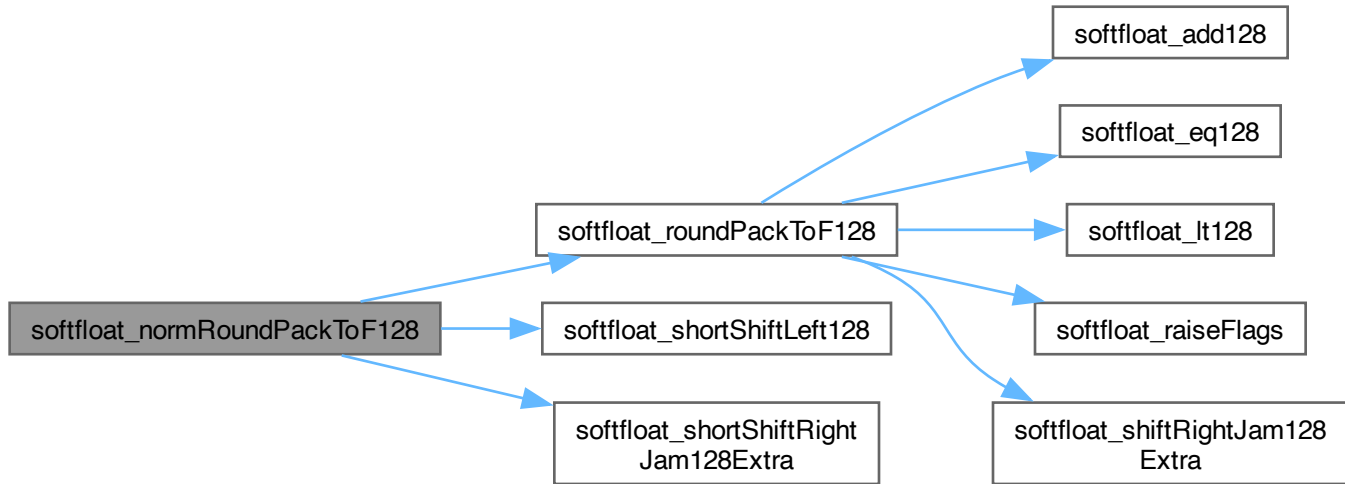 softfloat_add128
softfloat_eq128
softfloat_roundPackToF128
softfloat_lt128
softfloat_normRoundPackToF128
softfloat_shortShiftLeft128
softfloat_raiseFlags
softfloat_shortShiftRight
Jam128Extra
softfloat_shiftRightJam128
Extra